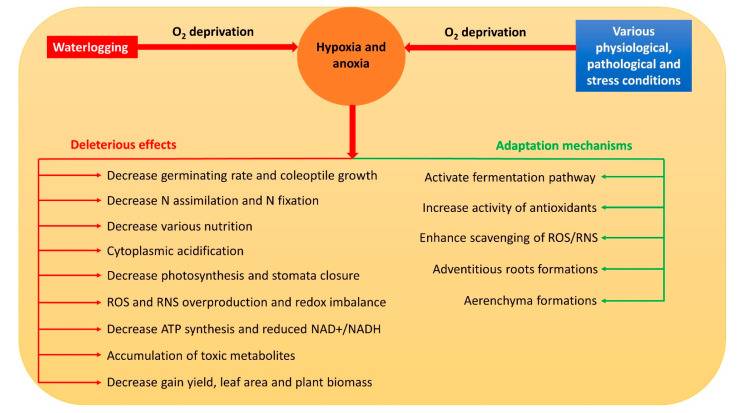 O2 deprivation
O2 deprivation
Waterlogging
Hypoxia and
anoxia
Various
physiological,
pathological and
stress conditions
Deleterious effects
Decrease germinating rate and coleoptile growth
Decrease N assimilation and N fixation
Decrease various nutrition
Cytoplasmic acidification
Decrease photosynthesis and stomata closure
ROS and RNS overproduction and redox imbalance
Decrease ATP synthesis and reduced NAD+/NADH
Accumulation of toxic metabolites
Decrease gain yield, leaf area and plant biomass
Adaptation mechanisms
Activate fermentation pathway
Increase activity of antioxidants
Enhance scavenging of ROS/RNS
Adventitious roots formations
Aerenchyma formations